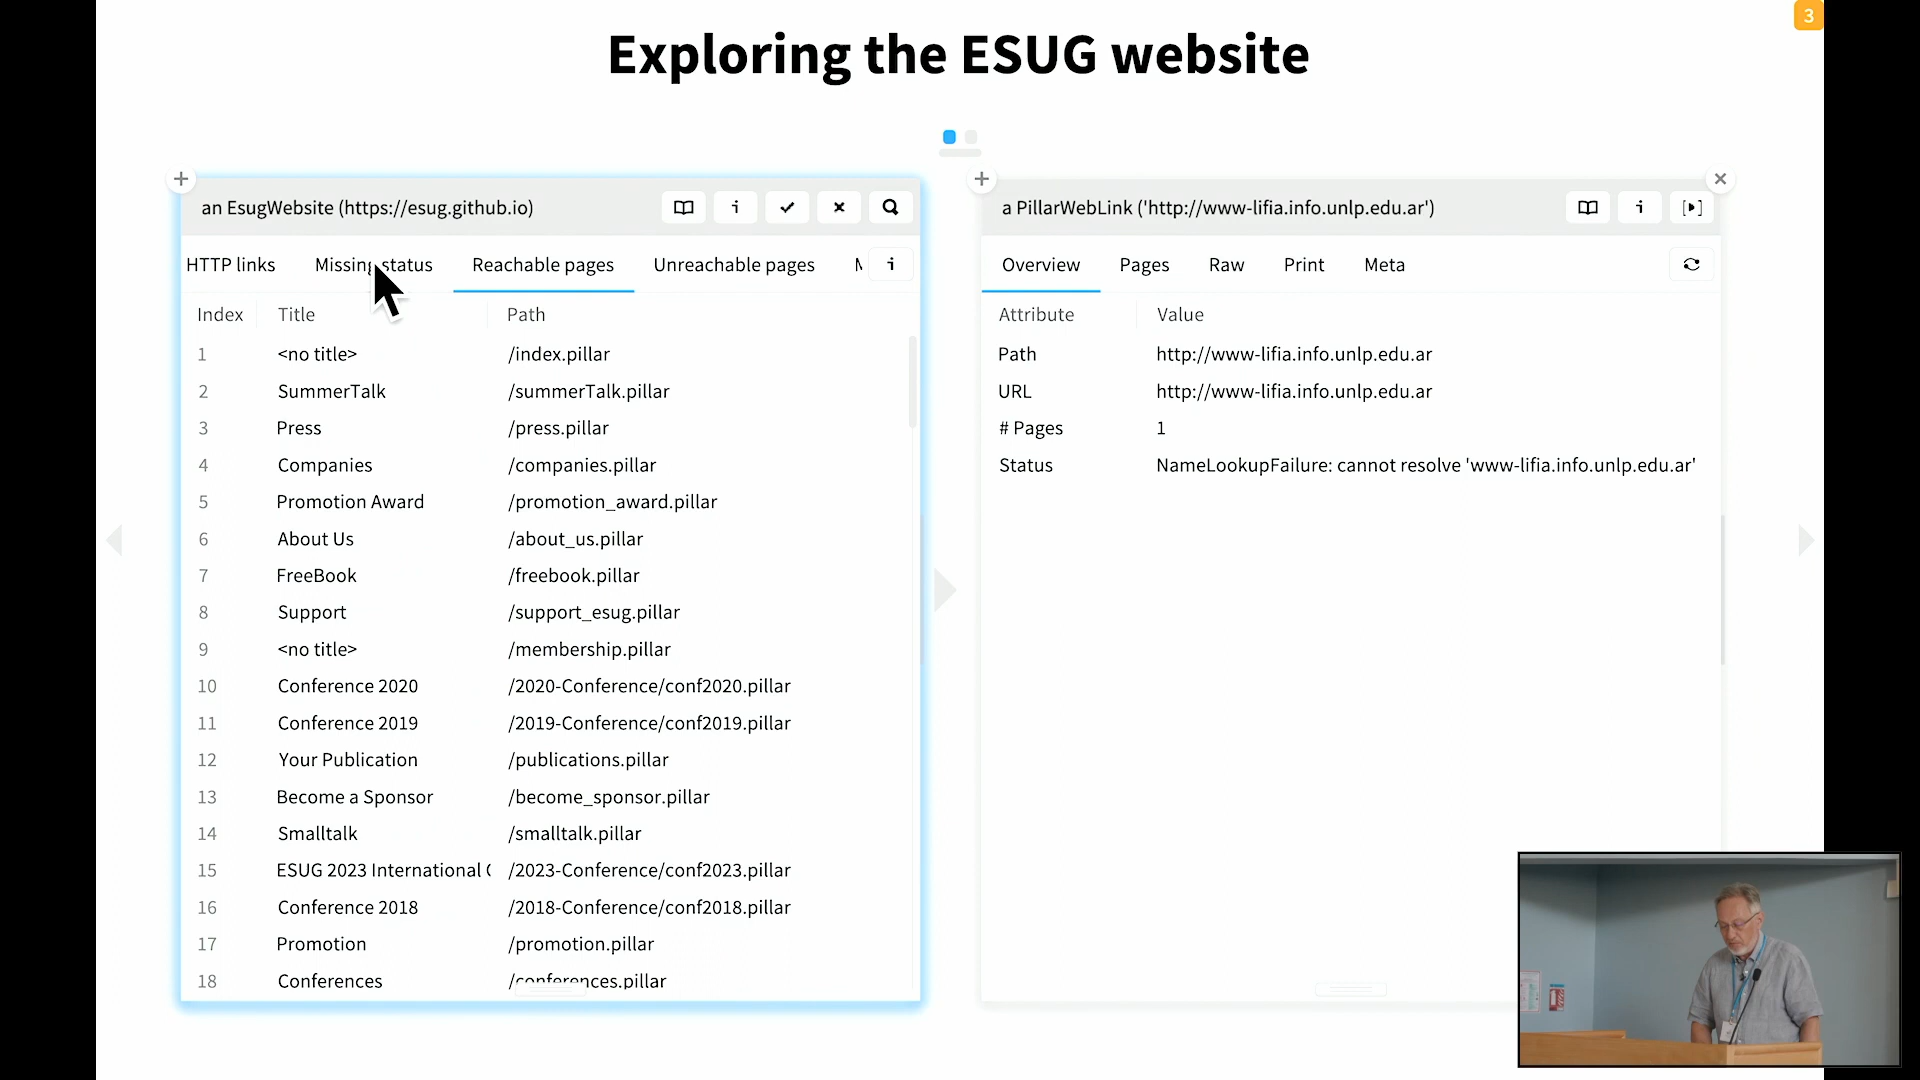 Exploring the ESUG website
3
an EsugWebsite (https://esug.github.io)
HTTP links Missing status Reachable pages Unreachable pages
Index Title Path
1 <no title> /index.pillar
2 SummerTalk /summerTalk.pillar
3 Press /press.pillar
4 Companies /companies.pillar
5 Promotion Award /promotion_award.pillar
6 About Us /about_us.pillar
7 FreeBook /freebook.pillar
8 Support /support_esug.pillar
9 <no title> /membership.pillar
10 Conference 2020 /2020-Conference/conf2020.pillar
11 Conference 2019 /2019-Conference/conf2019.pillar
12 Your Publication /publications.pillar
13 Become a Sponsor /become_sponsor.pillar
14 Smalltalk /smalltalk.pillar
15 ESUG 2023 International /2023-Conference/conf2023.pillar
16 Conference 2018 /2018-Conference/conf2018.pillar
17 Promotion /promotion.pillar
18 Conferences /conferences.pillar
a PillarWebLink ('http://www-lifia.info.unlp.edu.ar')
Overview Pages Raw Print Meta
Attribute Value
Path http://www-lifia.info.unlp.edu.ar
URL http://www-lifia.info.unlp.edu.ar
# Pages 1
Status NameLookupFailure: cannot resolve 'www-lifia.info.unlp.edu.ar'